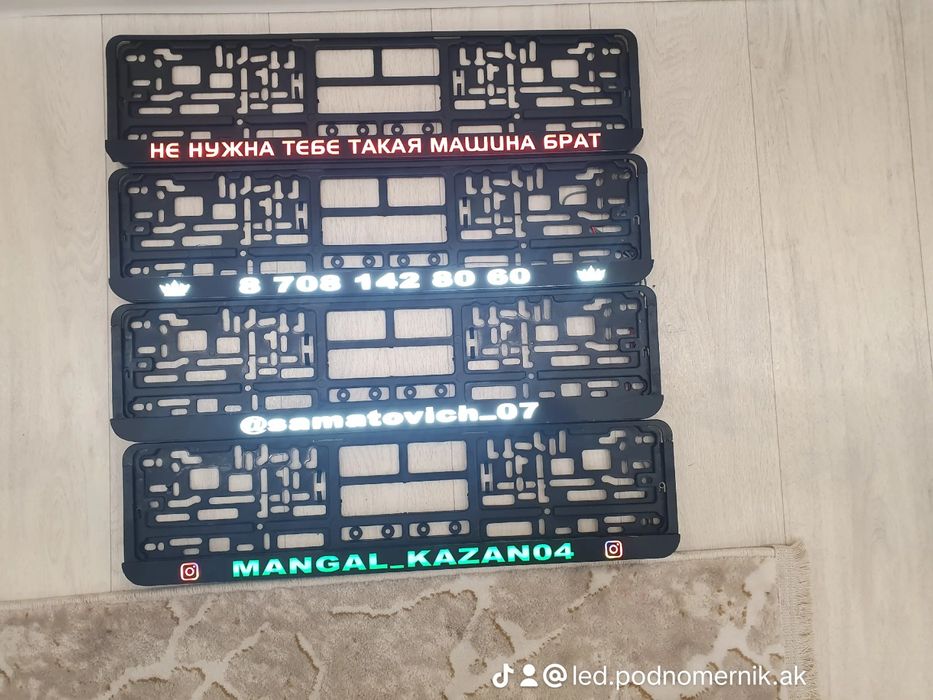 НЕ НУЖНА ТЕБЕ ТАКАЯ МАШИНА БРАТ
8 708 142 80 60
@samatovich_07
MANGAL_KAZAN04
@led.podnomernik.ak